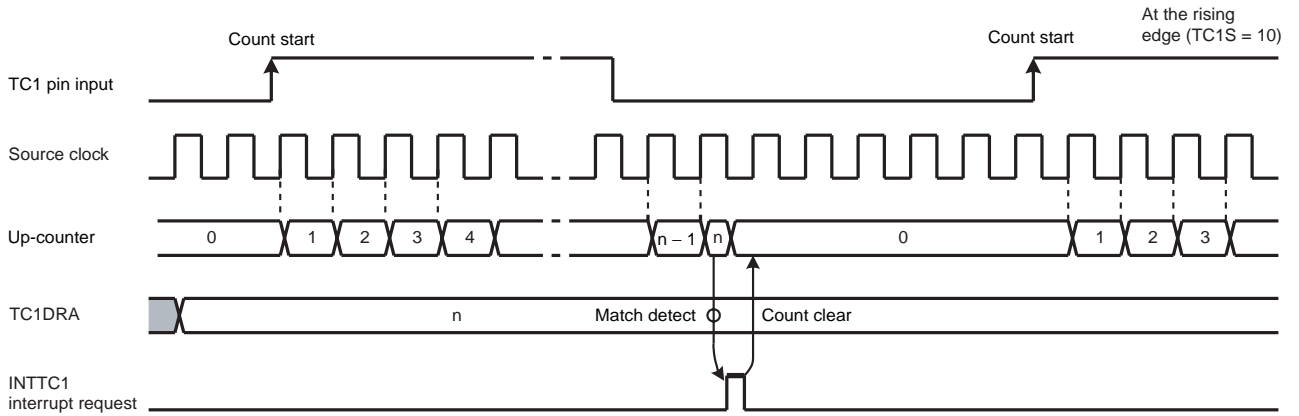 At the rising
edge (TC1S = 10)
Count start
Count start
TC1 pin input
Source clock
Up-counter
0
1
2
3
4
n – 1
n
0
1
2
3
TC1DRA
n
Match detect
Count clear
INTTC1
interrupt request